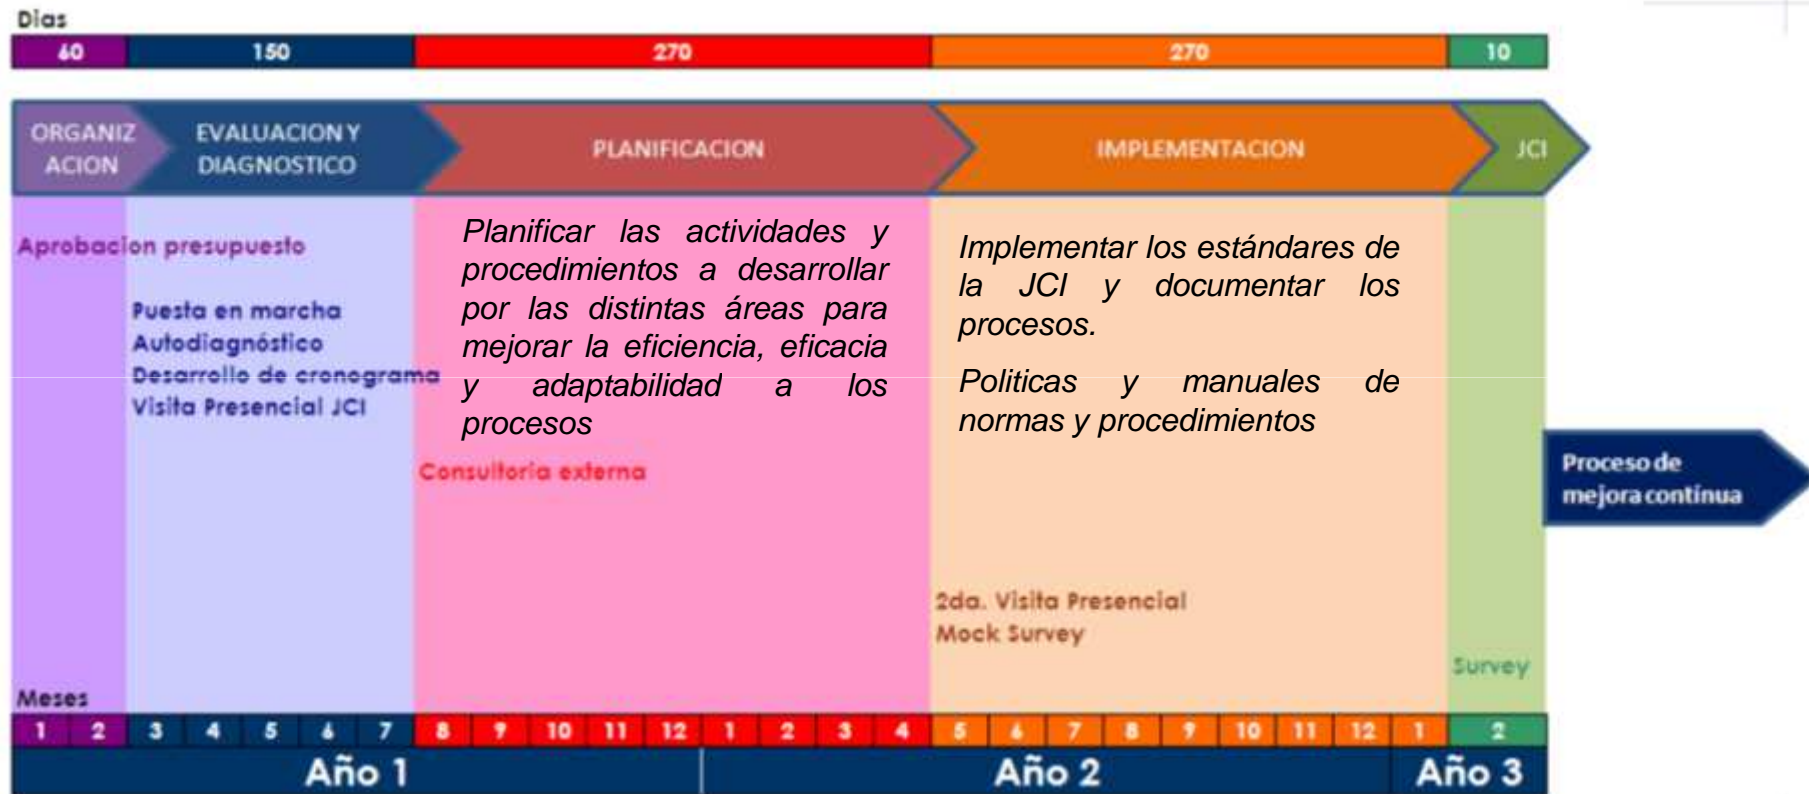 Dias
60 150 270 270 10
ORGANIZ
ACION
EVALUACION Y
DIAGNOSTICO
PLANIFICACION
IMPLEMENTACION
JCI
Aprobacion presupuesto
Puesta en marcha
Autodiagnóstico
Desarrollo de cronograma
Visita Presencial JCI
Planificar las actividades y
procedimientos a desarrollar
por las distintas áreas para
mejorar la eficiencia, eficacia
y adaptabilidad a los
procesos
Consultoria externa
Implementar los estándares de
la JCI y documentar los
procesos.
Politicas y manuales de
normas y procedimientos
2da. Visita Presencial
Mock Survey
Survey
Proceso de
mejora contínua
Meses
1 2 3 4 5 6 7 8 9 10 11 12 1 2 3 4 5 6 7 8 9 10 11 12 1 2
Año 1 Año 2 Año 3